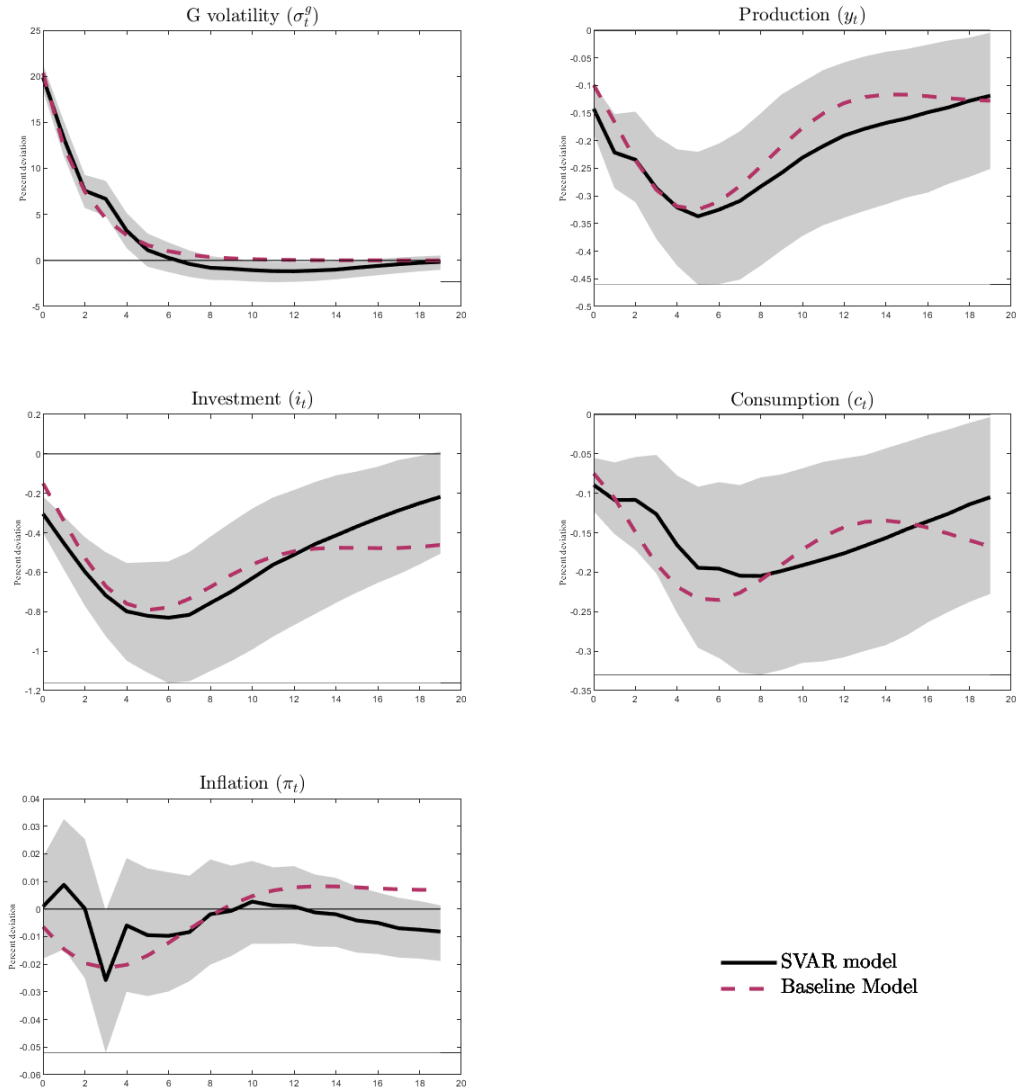 G volatility (σ_t^g)
Percent deviation
25
20
15
10
5
0
-5
0 2 4 6 8 10 12 14 16 18 20
Production (y_t)
Percent deviation
0
-0.05
-0.1
-0.15
-0.2
-0.25
-0.3
-0.35
-0.4
-0.45
-0.5
0 2 4 6 8 10 12 14 16 18 20
Investment (i_t)
Percent deviation
0.2
0
-0.2
-0.4
-0.6
-0.8
-1
-1.2
0 2 4 6 8 10 12 14 16 18 20
Consumption (c_t)
Percent deviation
0
-0.05
-0.1
-0.15
-0.2
-0.25
-0.3
-0.35
0 2 4 6 8 10 12 14 16 18 20
Inflation (π_t)
Percent deviation
0.04
0.03
0.02
0.01
0
-0.01
-0.02
-0.03
-0.04
-0.05
-0.06
0 2 4 6 8 10 12 14 16 18 20
SVAR model
Baseline Model